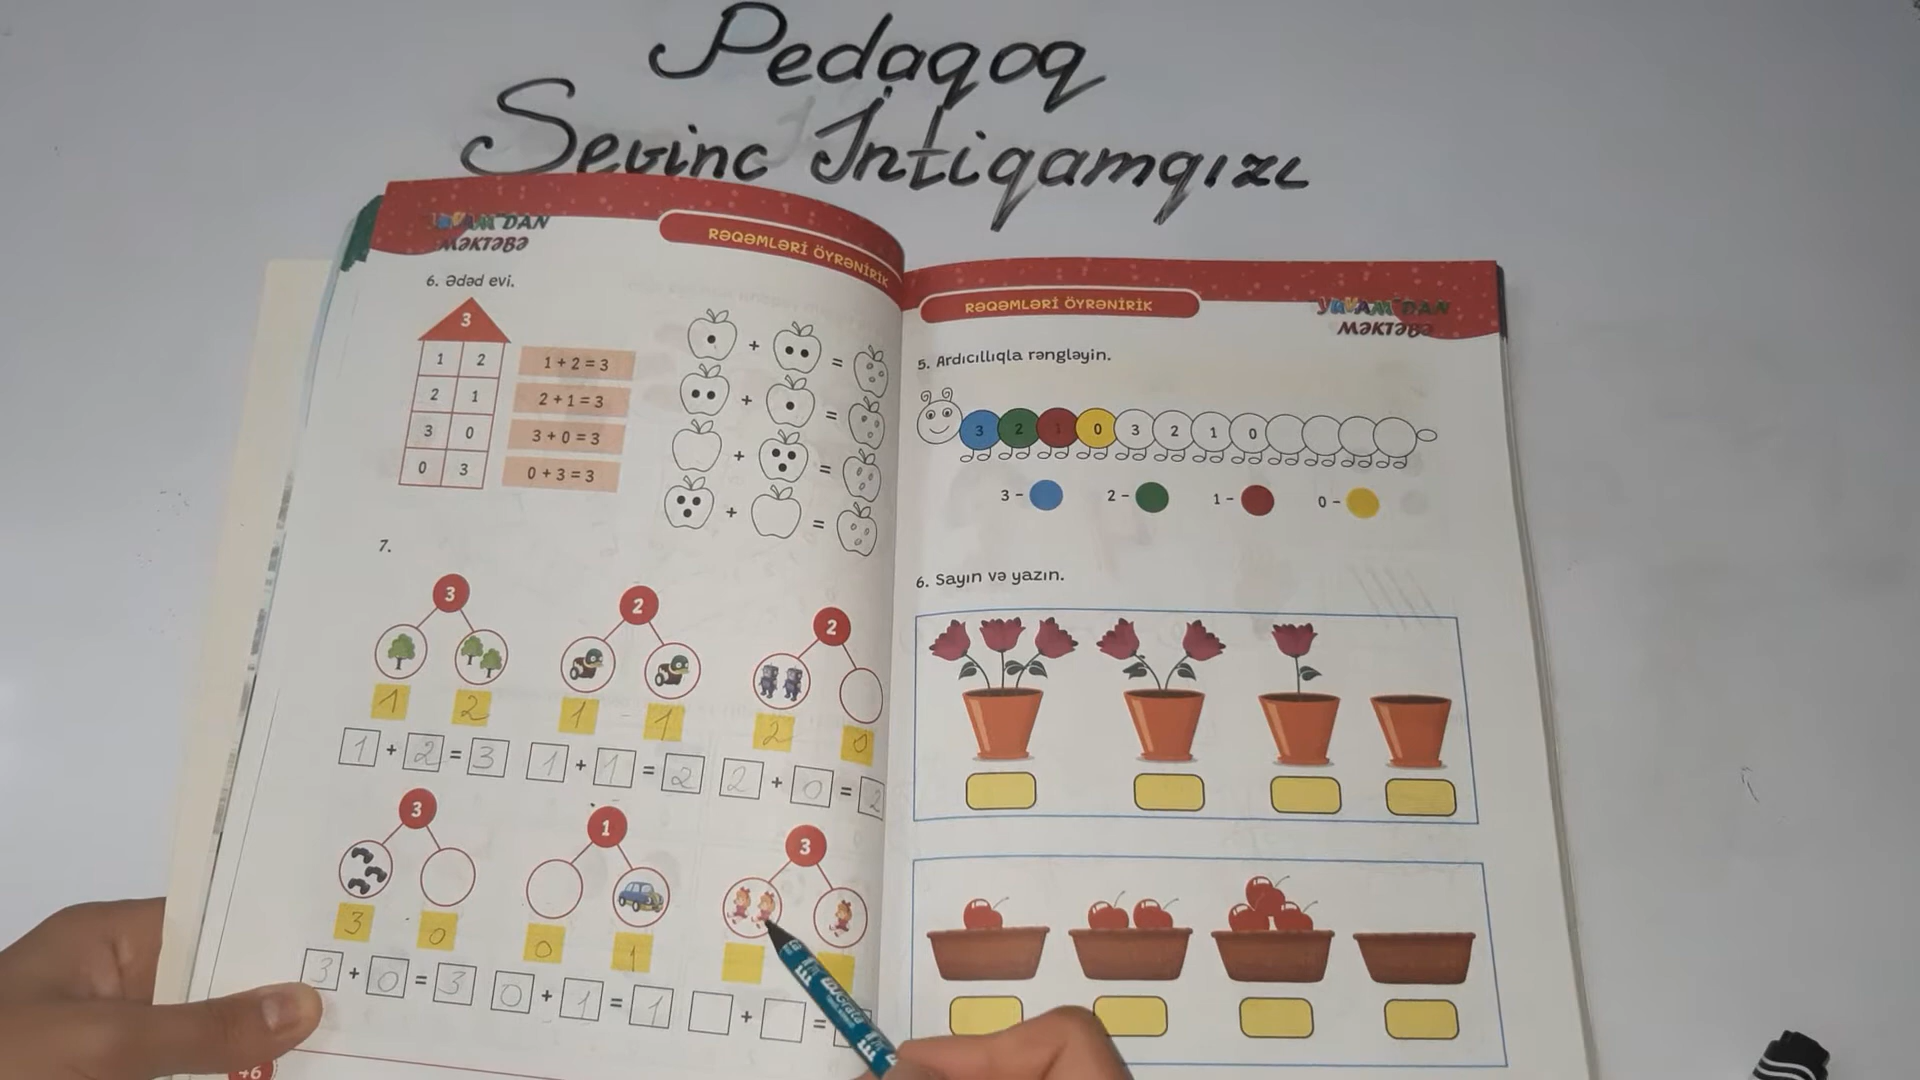 Pedaqoq
Sevinc İntiqamqızı
YUVAM'DAN
MƏKTƏBƏ
RƏQƏMLƏRİ ÖYRƏNİRİK
6. Ədəd evi.
3
1 2
2 1
3 0
0 3
1 + 2 = 3
2 + 1 = 3
3 + 0 = 3
0 + 3 = 3
+ =
+ =
+ =
+ =
7.
3 2 2
1 2 1 1 2 0
1 + 2 = 3 1 + 1 = 2 2 + 0 = 2
3 1 3
3 0 0 1
3 + 0 = 3 0 + 1 = 1 + =
RƏQƏMLƏRİ ÖYRƏNİRİK
YUVAM'DAN
MƏKTƏBƏ
5. Ardıcıllıqla rəngləyin.
3 2 1 0 3 2 1 0
3 - 2 - 1 - 0 -
6. Sayın və yazın.